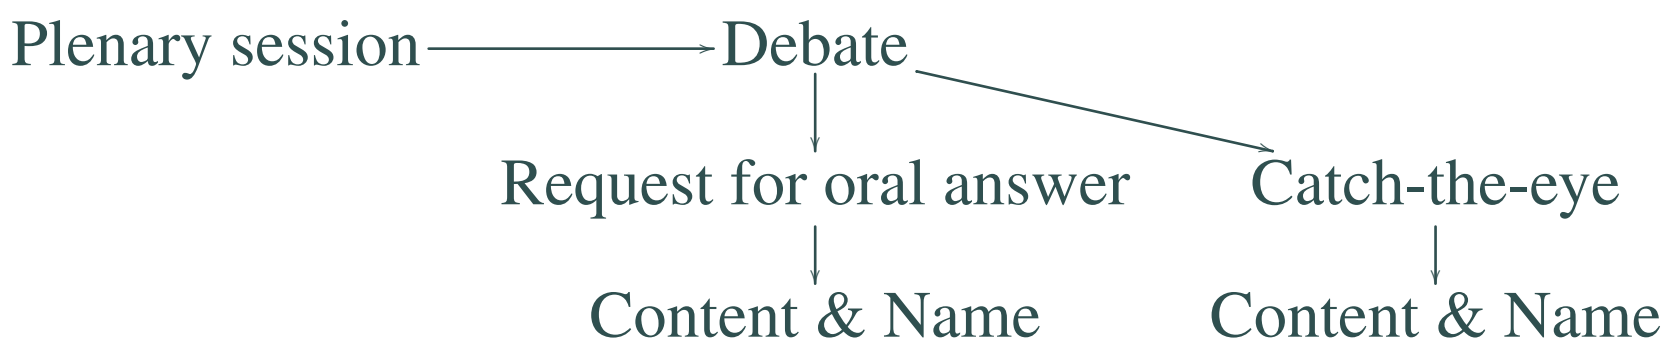 Plenary session Debate
Request for oral answer Catch-the-eye
Content & Name Content & Name